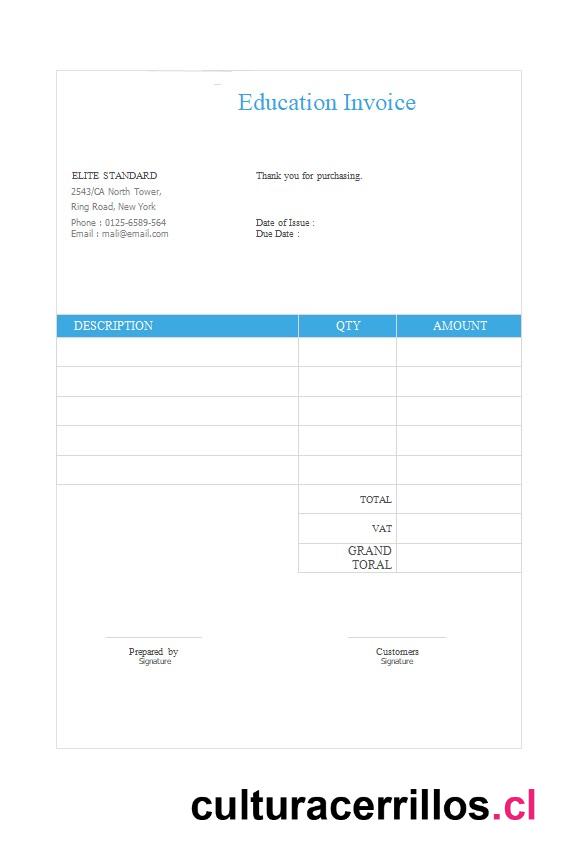 Education Invoice
ELITE STANDARD
Thank you for purchasing.
2543/CA North Tower,
Ring Road, New York
Phone : 0125-6589-564
Date of Issue :
Email : mali@email.com
Due Date :
DESCRIPTION QTY AMOUNT
TOTAL
VAT
GRAND
TORAL
Prepared by
Signature
Customers
Signature
culturacerrillos.cl